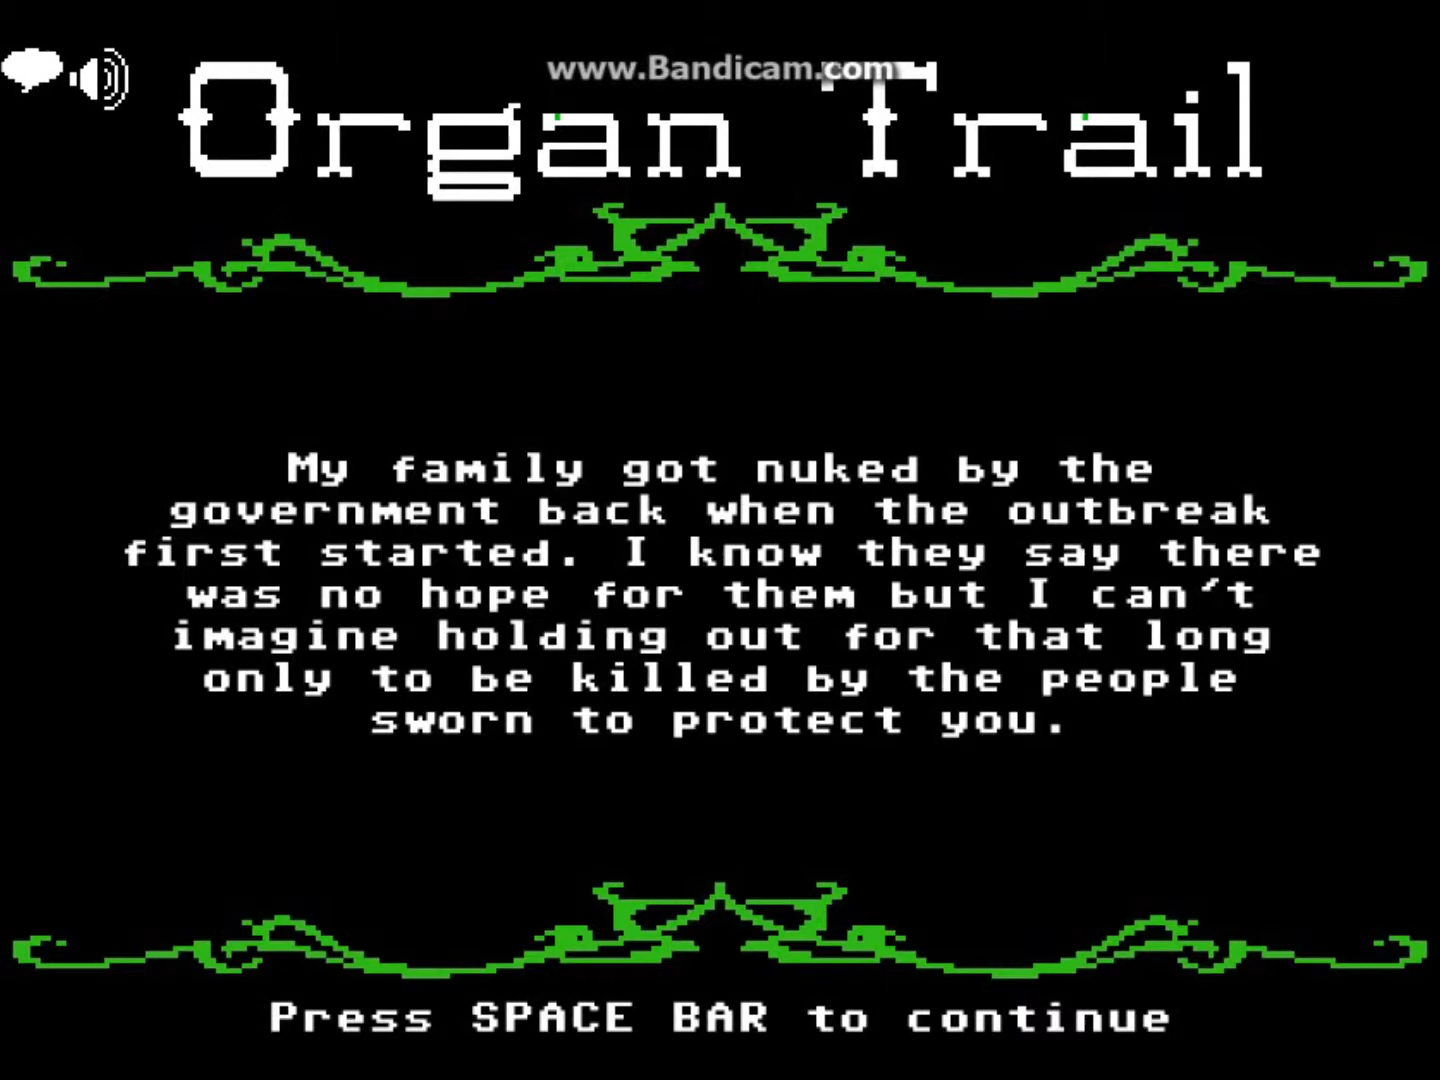 www.Bandicam.com
Organ Trail
My family got nuked by the
government back when the outbreak
first started. I know they say there
was no hope for them but I can't
imagine holding out for that long
only to be killed by the people
sworn to protect you.
Press SPACE BAR to continue